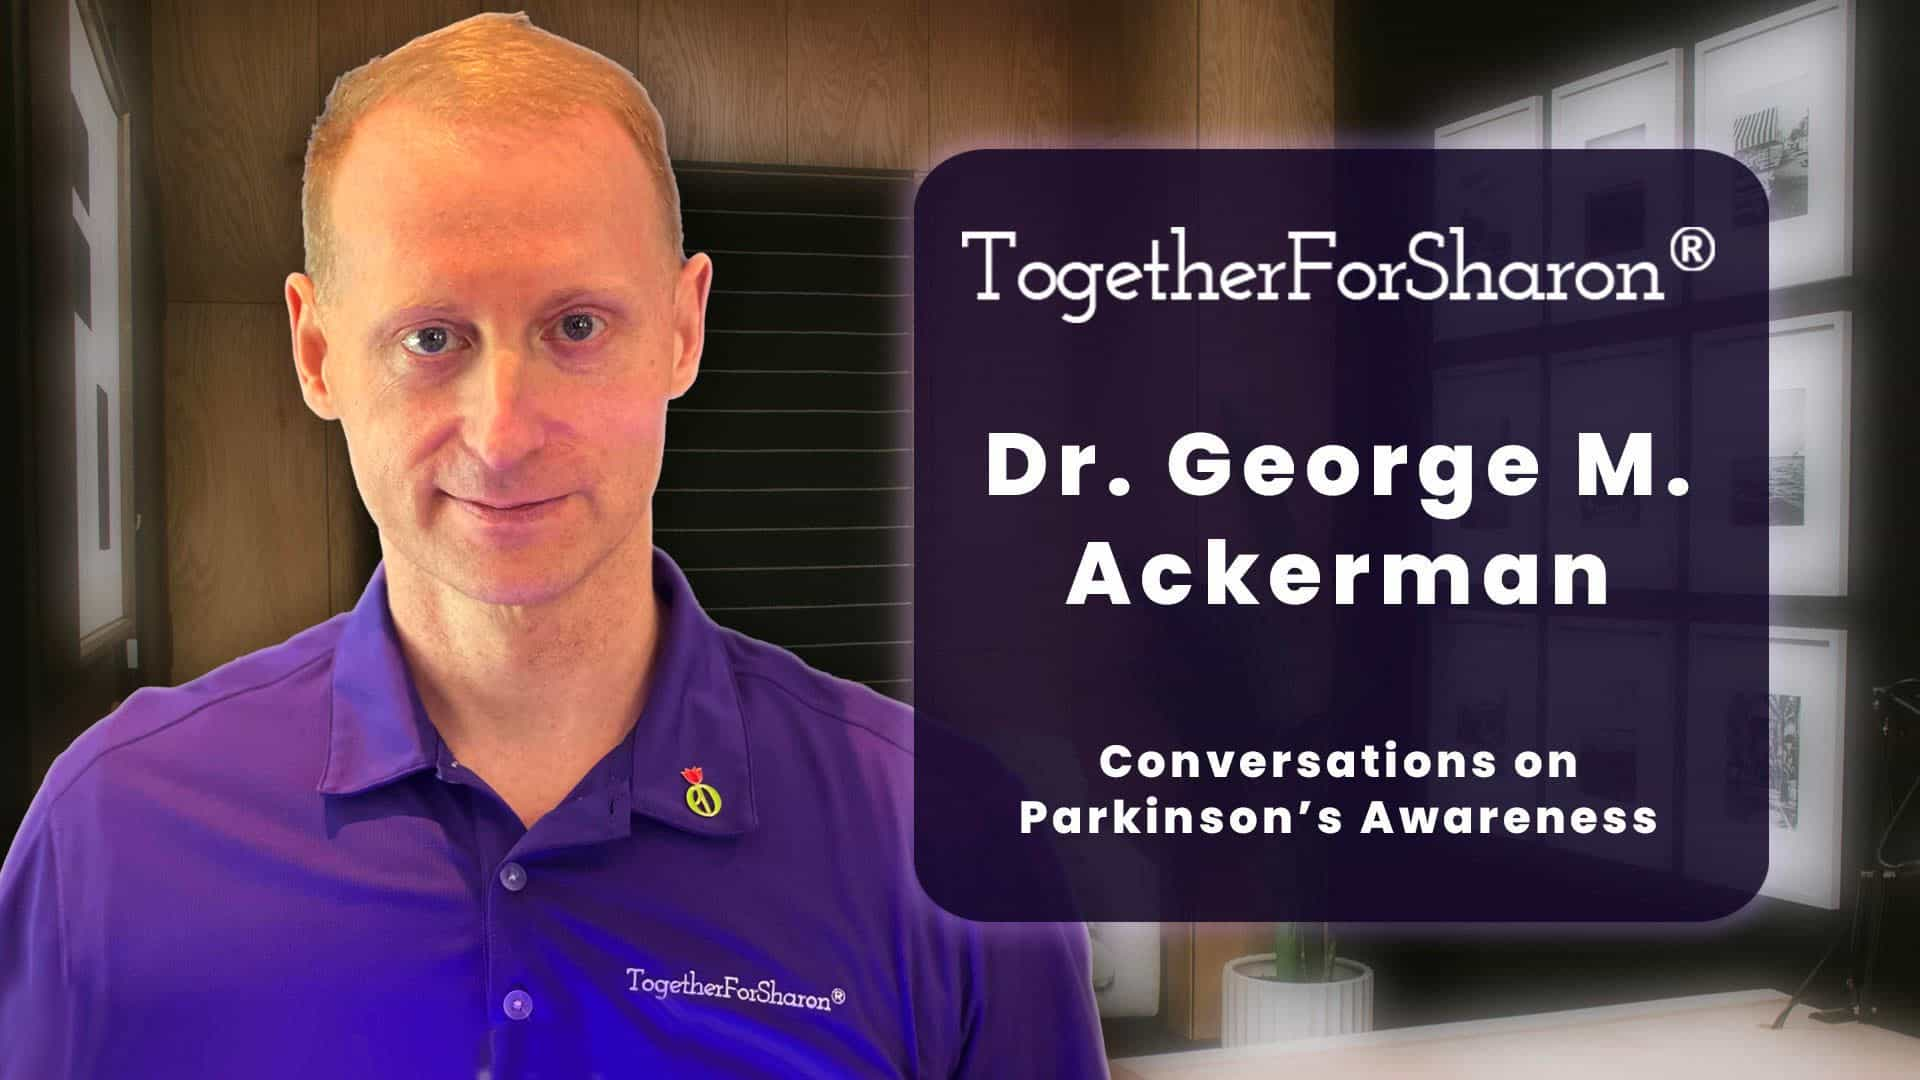 TogetherForSharon®
Dr. George M.
Ackerman
Conversations on
Parkinson’s Awareness
TogetherForSharon®